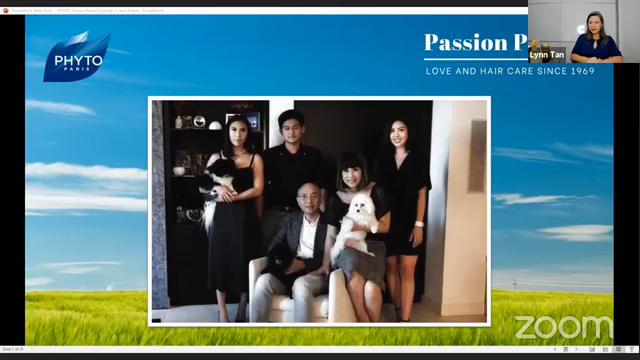 PHYTO
PARIS
Passion P
LOVE AND HAIR CARE SINCE 1969
Lynn Tan
zoom